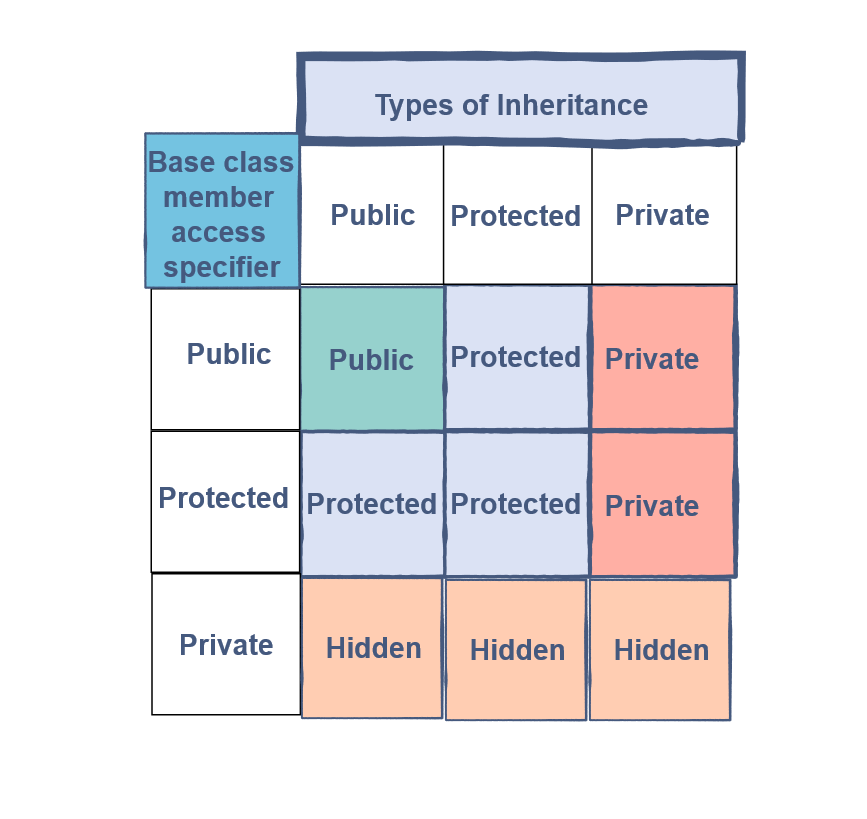 Types of Inheritance
Base class
member
access
specifier
Public
Protected
Private
Public
Public
Protected
Private
Protected
Protected
Protected
Private
Private
Hidden
Hidden
Hidden